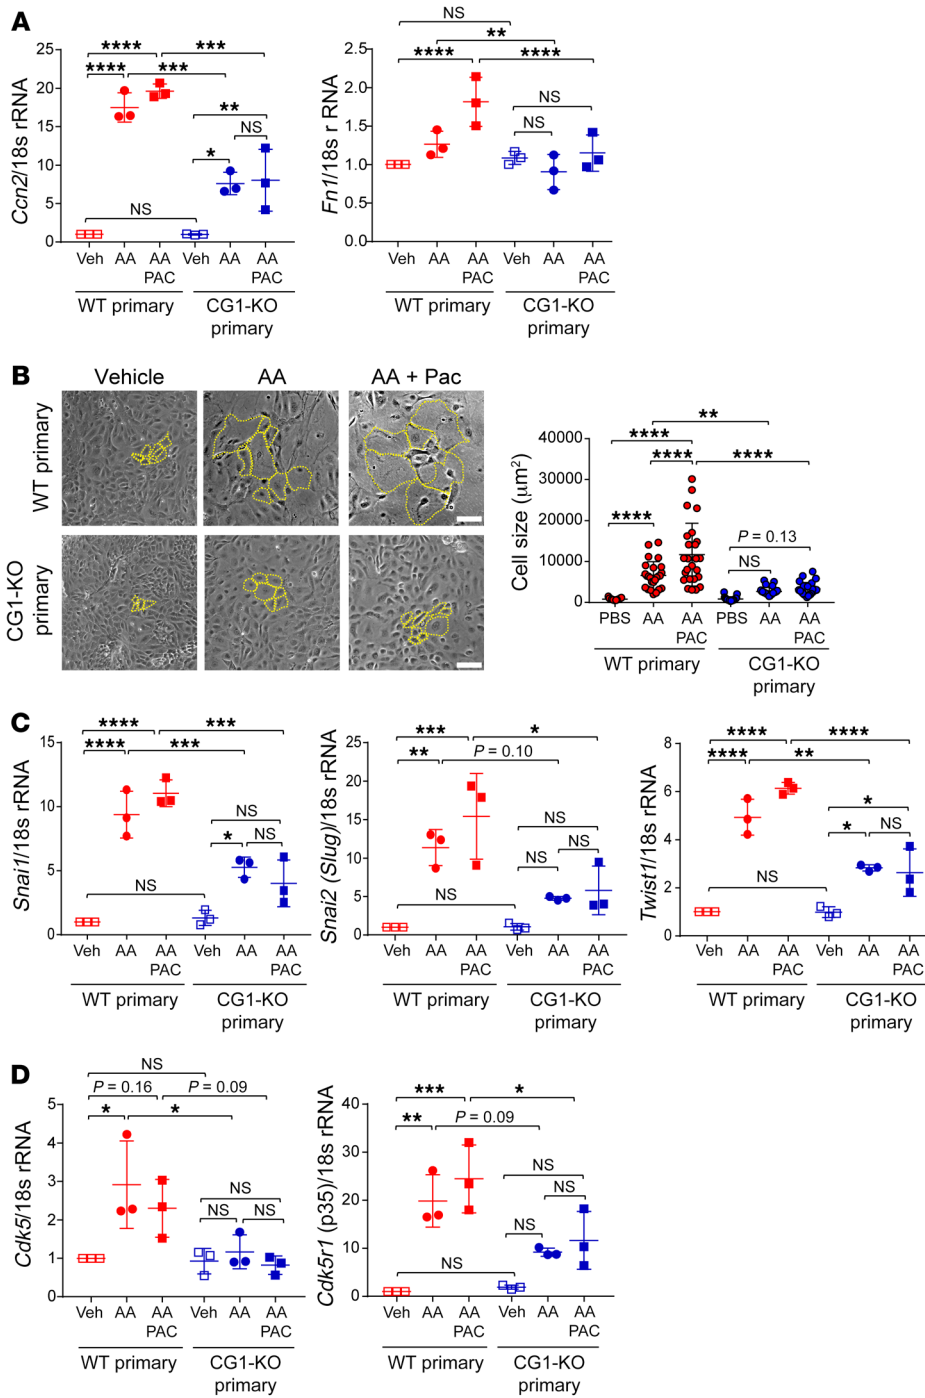 A
NS
**
**** *** **** ****
**** ***
**
NS
*
NS
NS
NS
NS
25
20
15
10
5
0
Ccn2/18s rRNA
2.5
2.0
1.5
1.0
0.5
0.0
Fn1/18s r RNA
Veh AA AA Veh AA AA
PAC PAC
WT primary CG1-KO
primary
Veh AA AA Veh AA AA
PAC PAC
WT primary CG1-KO
primary
B
Vehicle AA AA + Pac
WT primary
CG1-KO
primary
**
****
**** ****
****
P = 0.13
NS
40000
30000
20000
10000
0
Cell size (μm²)
PBS AA AA PBS AA AA
PAC PAC
WT primary CG1-KO
primary
C
**** ***
**** ***
NS
* NS
NS
15
10
5
0
Snai1/18s rRNA
Veh AA AA Veh AA AA
PAC PAC
WT primary CG1-KO
primary
*** *
** P = 0.10
NS
NS
NS
NS
25
20
15
10
5
0
Snai2 (Slug)/18s rRNA
Veh AA AA Veh AA AA
PAC PAC
WT primary CG1-KO
primary
**** ****
**** **
*
* NS
NS
8
6
4
2
0
Twist1/18s rRNA
Veh AA AA Veh AA AA
PAC PAC
WT primary CG1-KO
primary
D
NS
P = 0.16 P = 0.09
* *
NS
NS NS
5
4
3
2
1
0
Cdk5/18s rRNA
Veh AA AA Veh AA AA
PAC PAC
WT primary CG1-KO
primary
*** *
** P = 0.09
NS
NS
NS
NS
40
30
20
10
0
Cdk5r1 (p35)/18s rRNA
Veh AA AA Veh AA AA
PAC PAC
WT primary CG1-KO
primary